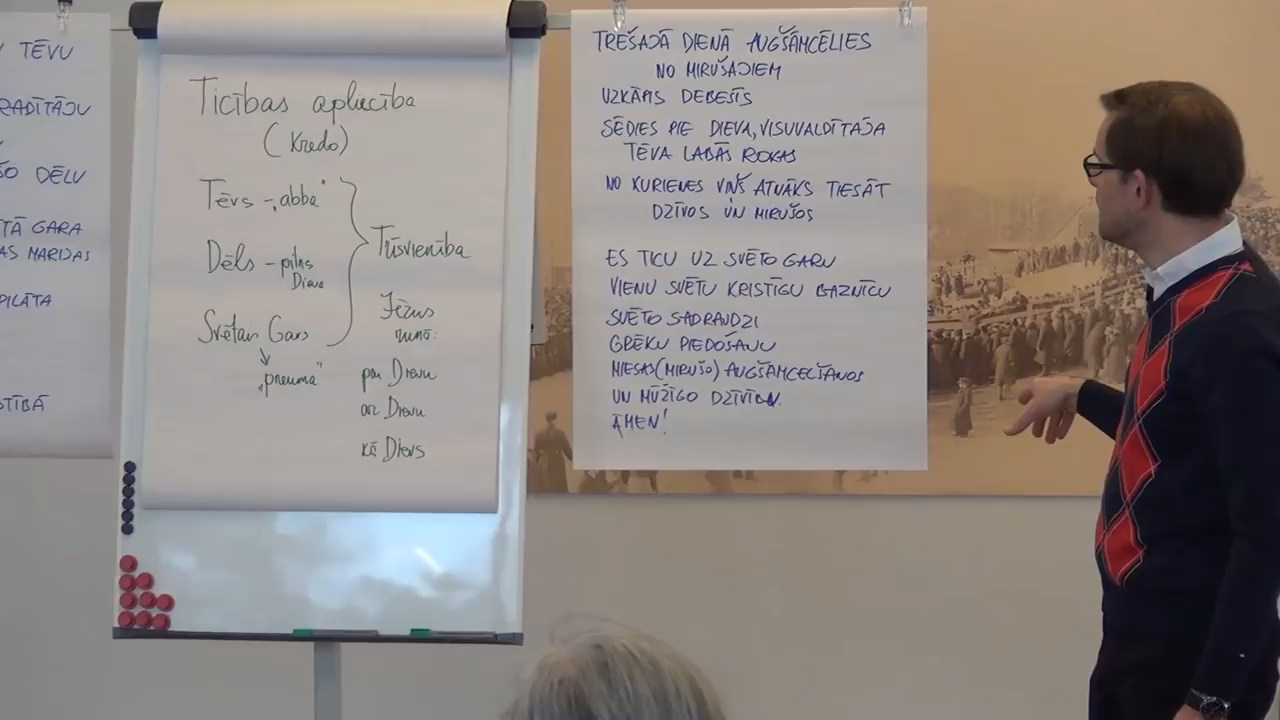 TĒVU
RADĪTĀJU
DĒLU
TĀ GARA
AS MARIJAS
PILĀTA
STĪBĀ
Ticības apliecība
(Kredo)
Tēvs - „abba"
Dēls - pilns
Dievs
Svētais Gars
„pneuma"
Trīsvienība
Jēzus
runā:
par Dievu
ar Dievu
kā Dievs
TREŠAJĀ DIENĀ AUGŠĀMCĒLIES
NO MIRUŠAJIEM
UZKĀPIS DEBESĪS
SĒDIES PIE DIEVA, VISUVALDĪTAJA
TĒVA LABĀS ROKAS
NO KURIENES VIŅŠ ATNĀKS TIESĀT
DZĪVOS UN MIRUŠOS
ES TICU UZ SVĒTO GARU
VIENU SVĒTU KRISTĪGU BAZNĪCU
SVĒTO SADRAUDZI
GRĒKU PIEDOŠANU
MIESAS (MIRUŠO) AUGŠĀMCELŠANOS
UN MŪŽĪGO DZĪVĪBU.
ĀMEN!